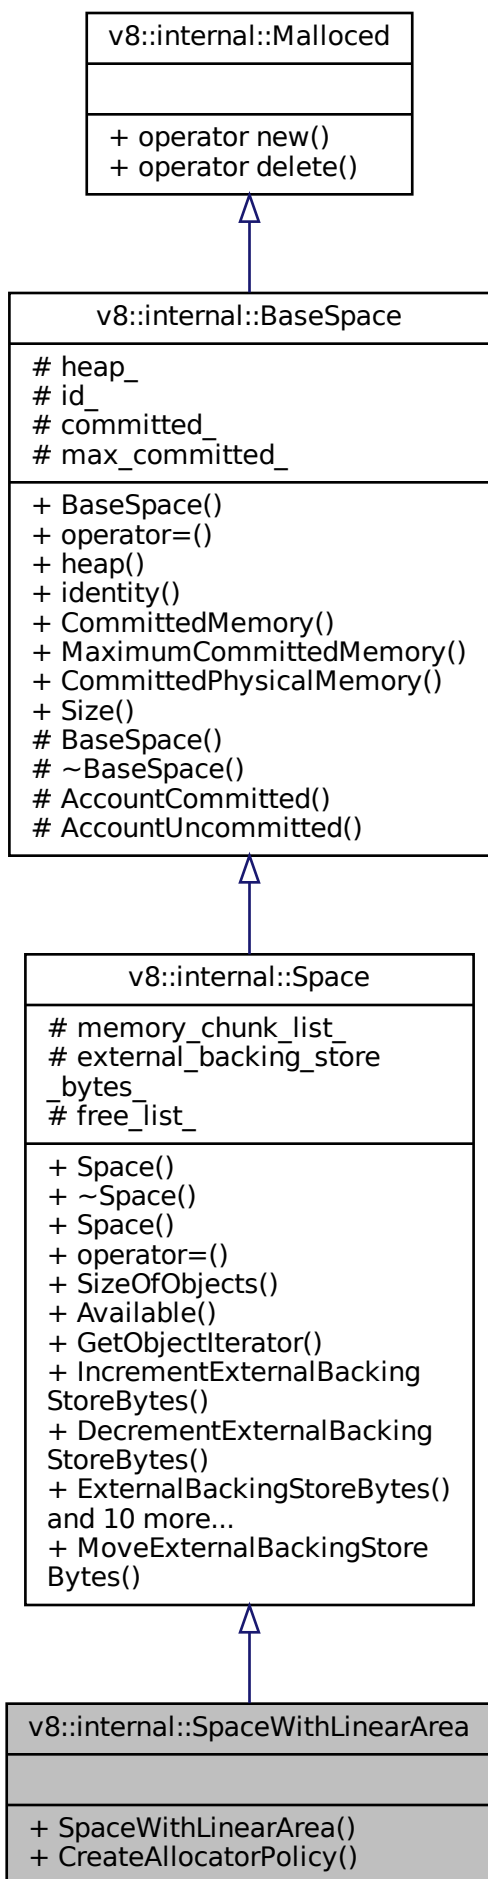 v8::internal::Malloced
+ operator new()
+ operator delete()
v8::internal::BaseSpace
# heap_
# id_
# committed_
# max_committed_
+ BaseSpace()
+ operator=()
+ heap()
+ identity()
+ CommittedMemory()
+ MaximumCommittedMemory()
+ CommittedPhysicalMemory()
+ Size()
# BaseSpace()
# ~BaseSpace()
# AccountCommitted()
# AccountUncommitted()
v8::internal::Space
# memory_chunk_list_
# external_backing_store
_bytes_
# free_list_
+ Space()
+ ~Space()
+ Space()
+ operator=()
+ SizeOfObjects()
+ Available()
+ GetObjectIterator()
+ IncrementExternalBacking
StoreBytes()
+ DecrementExternalBacking
StoreBytes()
+ ExternalBackingStoreBytes()
and 10 more...
+ MoveExternalBackingStore
Bytes()
v8::internal::SpaceWithLinearArea
+ SpaceWithLinearArea()
+ CreateAllocatorPolicy()